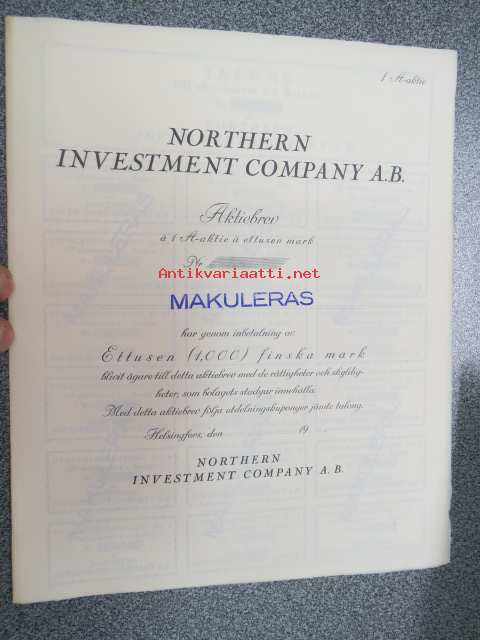 1 A-aktie
NORTHERN
INVESTMENT COMPANY A.B.
Aktiebrev
à 1 A-aktie à ettusen mark
Nr
Antikvariaatti.net
MAKULERAS
har genom inbetalning av
Ettusen (1,000) finska mark
blivit ägare till detta aktiebrev med de rättigheter och skyldig-
heter, som bolagets stadgar innehålla.
Med detta aktiebrev följa utdelningskuponger jämte talong.
Helsingfors, den 19
NORTHERN
INVESTMENT COMPANY A.B.